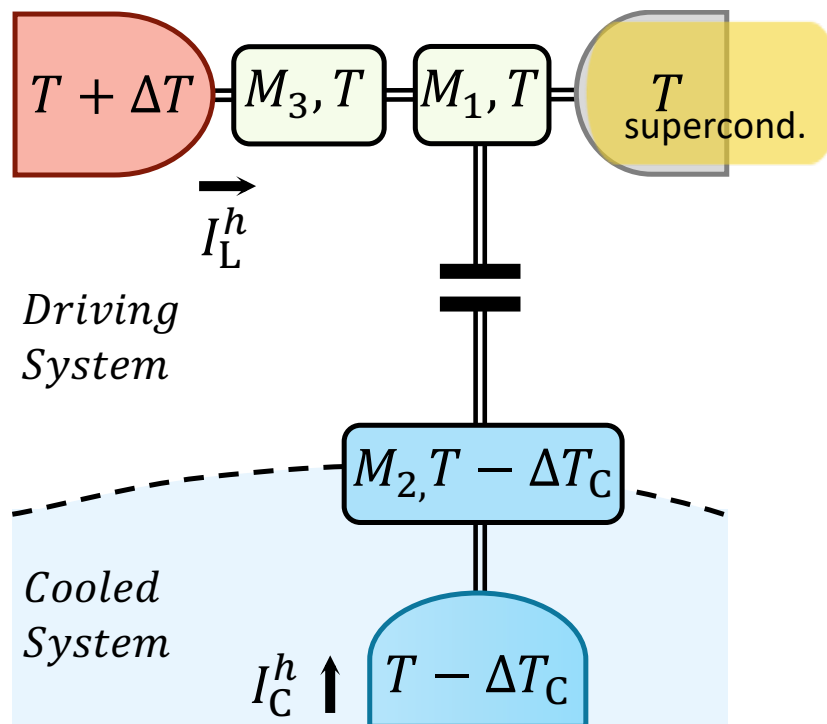 T + ΔT
M₃, T
M₁, T
T
supercond.
I_L^h
Driving
System
M₂, T − ΔT_C
Cooled
System
I_C^h
T − ΔT_C